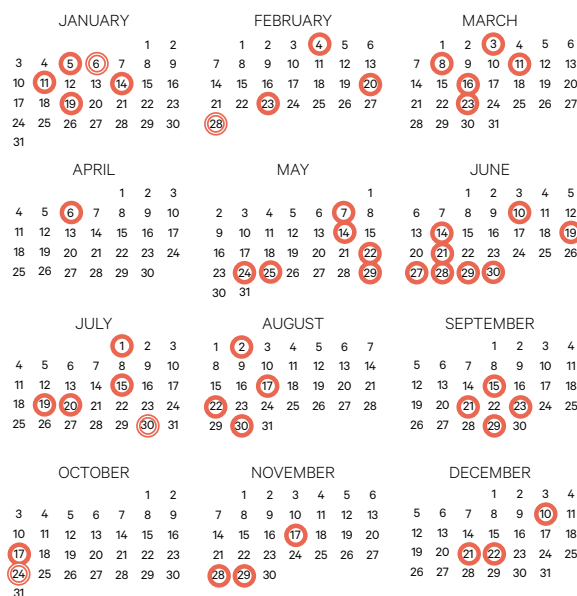 JANUARY
1 2
3 4 5 6 7 8 9
10 11 12 13 14 15 16
17 18 19 20 21 22 23
24 25 26 27 28 29 30
31
FEBRUARY
1 2 3 4 5 6
7 8 9 10 11 12 13
14 15 16 17 18 19 20
21 22 23 24 25 26 27
28
MARCH
1 2 3 4 5 6
7 8 9 10 11 12 13
14 15 16 17 18 19 20
21 22 23 24 25 26 27
28 29 30 31
APRIL
1 2 3
4 5 6 7 8 9 10
11 12 13 14 15 16 17
18 19 20 21 22 23 24
25 26 27 28 29 30
MAY
1
2 3 4 5 6 7 8
9 10 11 12 13 14 15
16 17 18 19 20 21 22
23 24 25 26 27 28 29
30 31
JUNE
1 2 3 4 5
6 7 8 9 10 11 12
13 14 15 16 17 18 19
20 21 22 23 24 25 26
27 28 29 30
JULY
1 2 3
4 5 6 7 8 9 10
11 12 13 14 15 16 17
18 19 20 21 22 23 24
25 26 27 28 29 30 31
AUGUST
1 2 3 4 5 6 7
8 9 10 11 12 13 14
15 16 17 18 19 20 21
22 23 24 25 26 27 28
29 30 31
SEPTEMBER
1 2 3 4
5 6 7 8 9 10 11
12 13 14 15 16 17 18
19 20 21 22 23 24 25
26 27 28 29 30
OCTOBER
1 2
3 4 5 6 7 8 9
10 11 12 13 14 15 16
17 18 19 20 21 22 23
24 25 26 27 28 29 30
31
NOVEMBER
1 2 3 4 5 6
7 8 9 10 11 12 13
14 15 16 17 18 19 20
21 22 23 24 25 26 27
28 29 30
DECEMBER
1 2 3 4
5 6 7 8 9 10 11
12 13 14 15 16 17 18
19 20 21 22 23 24 25
26 27 28 29 30 31